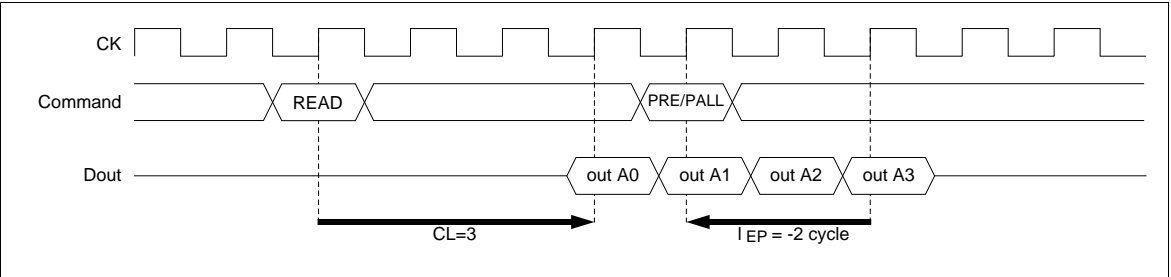 CK
Command READ PRE/PALL
Dout out A0 out A1 out A2 out A3
CL=3 l EP = -2 cycle